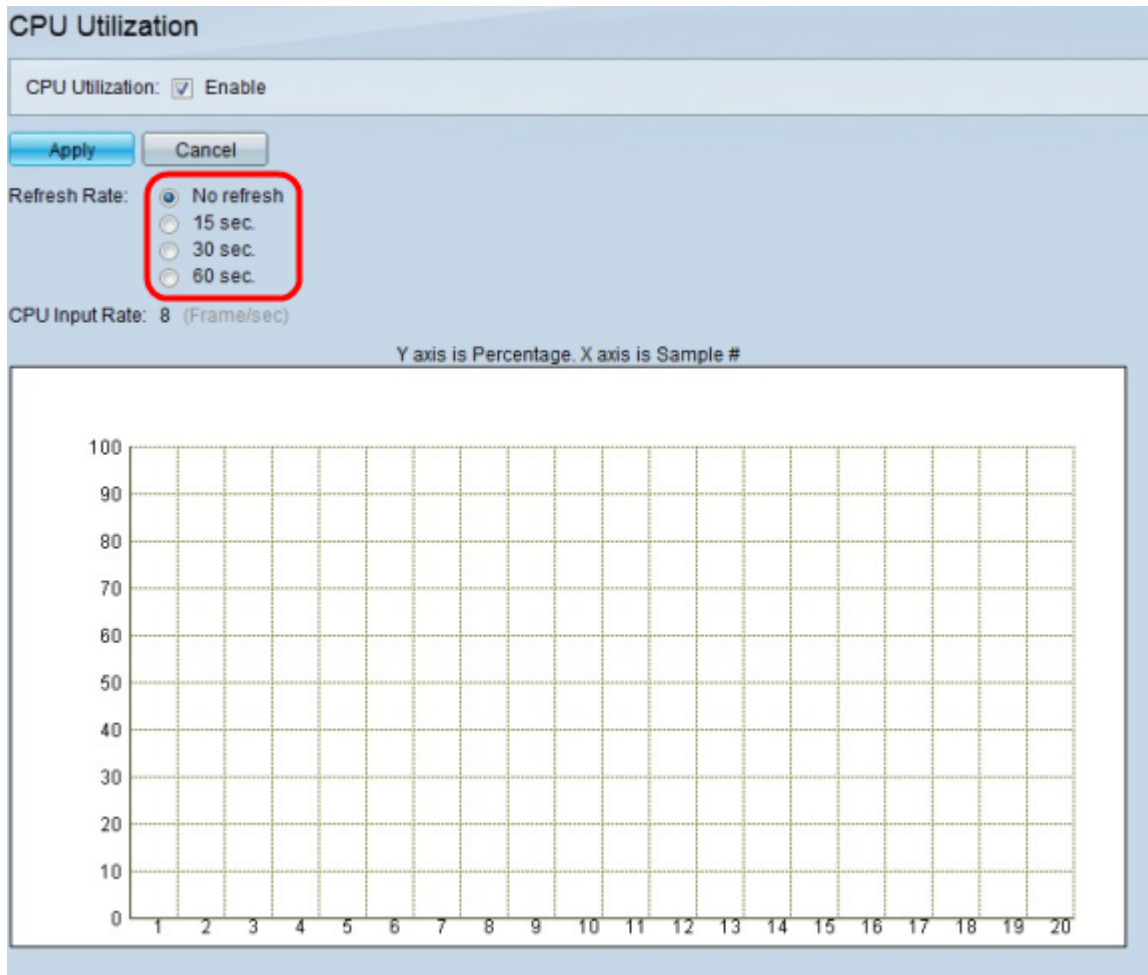 CPU Utilization
CPU Utilization: Enable
Apply Cancel
Refresh Rate: No refresh
15 sec.
30 sec.
60 sec.
CPU Input Rate: 8 (Frame/sec)
Y axis is Percentage. X axis is Sample #
100
90
80
70
60
50
40
30
20
10
0
1 2 3 4 5 6 7 8 9 10 11 12 13 14 15 16 17 18 19 20